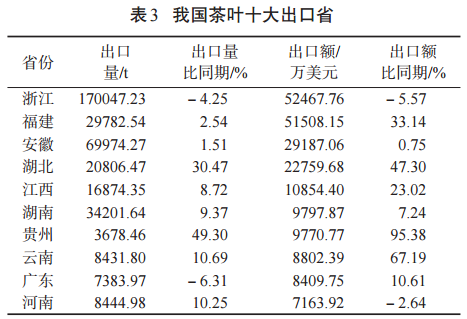 表3 我国茶叶十大出口省
省份 出口量/t 出口量比同期/% 出口额/万美元 出口额比同期/%
浙江 170047.23 －4.25 52467.76 －5.57
福建 29782.54 2.54 51508.15 33.14
安徽 69974.27 1.51 29187.06 0.75
湖北 20806.47 30.47 22759.68 47.30
江西 16874.35 8.72 10854.40 23.02
湖南 34201.64 9.37 9797.87 7.24
贵州 3678.46 49.30 9770.77 95.38
云南 8431.80 10.69 8802.39 67.19
广东 7383.97 －6.31 8409.75 10.61
河南 8444.98 10.25 7163.92 －2.64